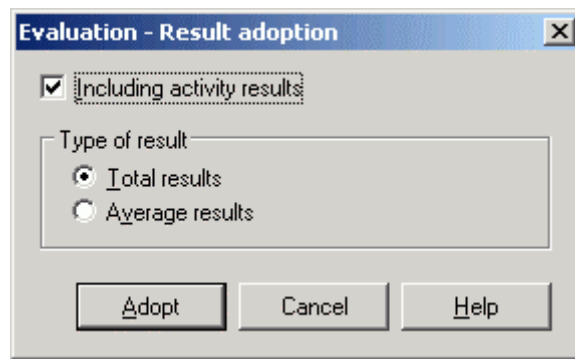 Evaluation - Result adoption
Including activity results
Type of result
Total results
Average results
Adopt
Cancel
Help